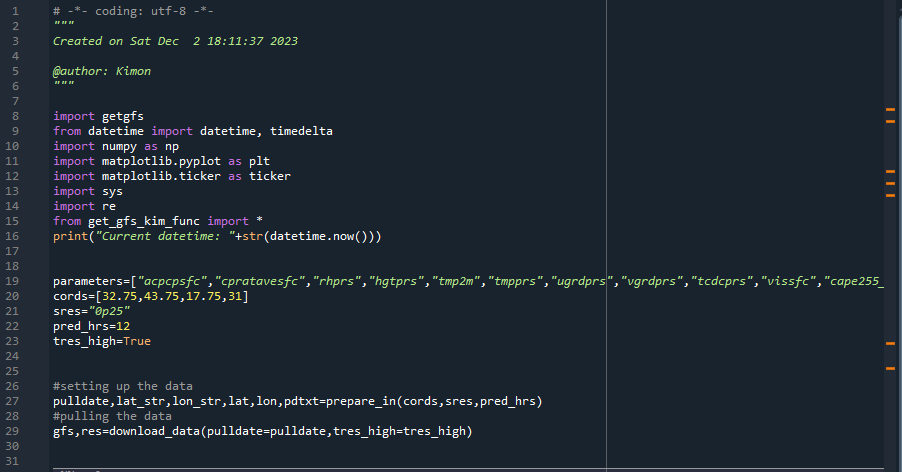 1 # -*- coding: utf-8 -*-
2 """
3 Created on Sat Dec  2 18:11:37 2023
4
5 @author: Kimon
6 """
7
8 import getgfs
9 from datetime import datetime, timedelta
10 import numpy as np
11 import matplotlib.pyplot as plt
12 import matplotlib.ticker as ticker
13 import sys
14 import re
15 from get_gfs_kim_func import *
16 print("Current datetime: "+str(datetime.now()))
17
18
19 parameters=["acpcpsfc","cpratavesfc","rhprs","hgtprs","tmp2m","tmpprs","ugrdprs","vgrdprs","tcdcprs","vissfc","cape255_
20 cords=[32.75,43.75,17.75,31]
21 sres="0p25"
22 pred_hrs=12
23 tres_high=True
24
25
26 #setting up the data
27 pulldate,lat_str,lon_str,lat,lon,pdtxt=prepare_in(cords,sres,pred_hrs)
28 #pulling the data
29 gfs,res=download_data(pulldate=pulldate,tres_high=tres_high)
30
31